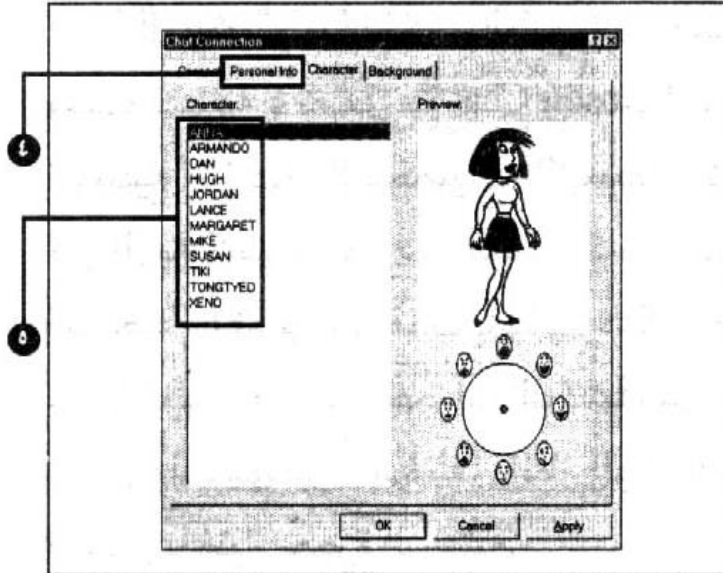 Chat Connection
Personal Info Character Background
Character:
Preview:
ANNA
ARMANDO
DAN
HUGH
JORDAN
LANCE
MARGARET
MIKE
SUSAN
TIKI
TONGTYED
XENO
OK Cancel Apply